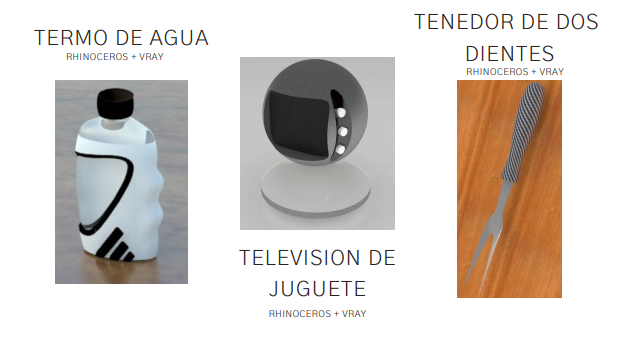 TERMO DE AGUA
RHINOCEROS + VRAY
TELEVISION DE
JUGUETE
RHINOCEROS + VRAY
TENEDOR DE DOS
DIENTES
RHINOCEROS + VRAY